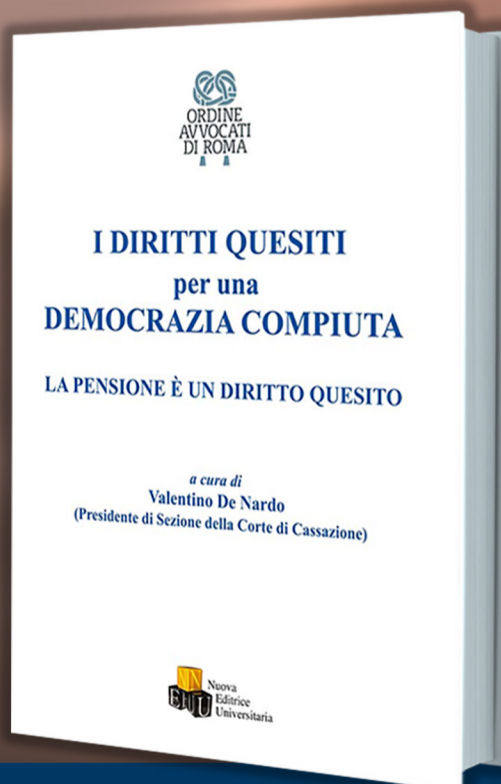 ORDINE
AVVOCATI
DI ROMA
I DIRITTI QUESITI
per una
DEMOCRAZIA COMPIUTA
LA PENSIONE È UN DIRITTO QUESITO
a cura di
Valentino De Nardo
(Presidente di Sezione della Corte di Cassazione)
NEU
Nuova
Editrice
Universitaria